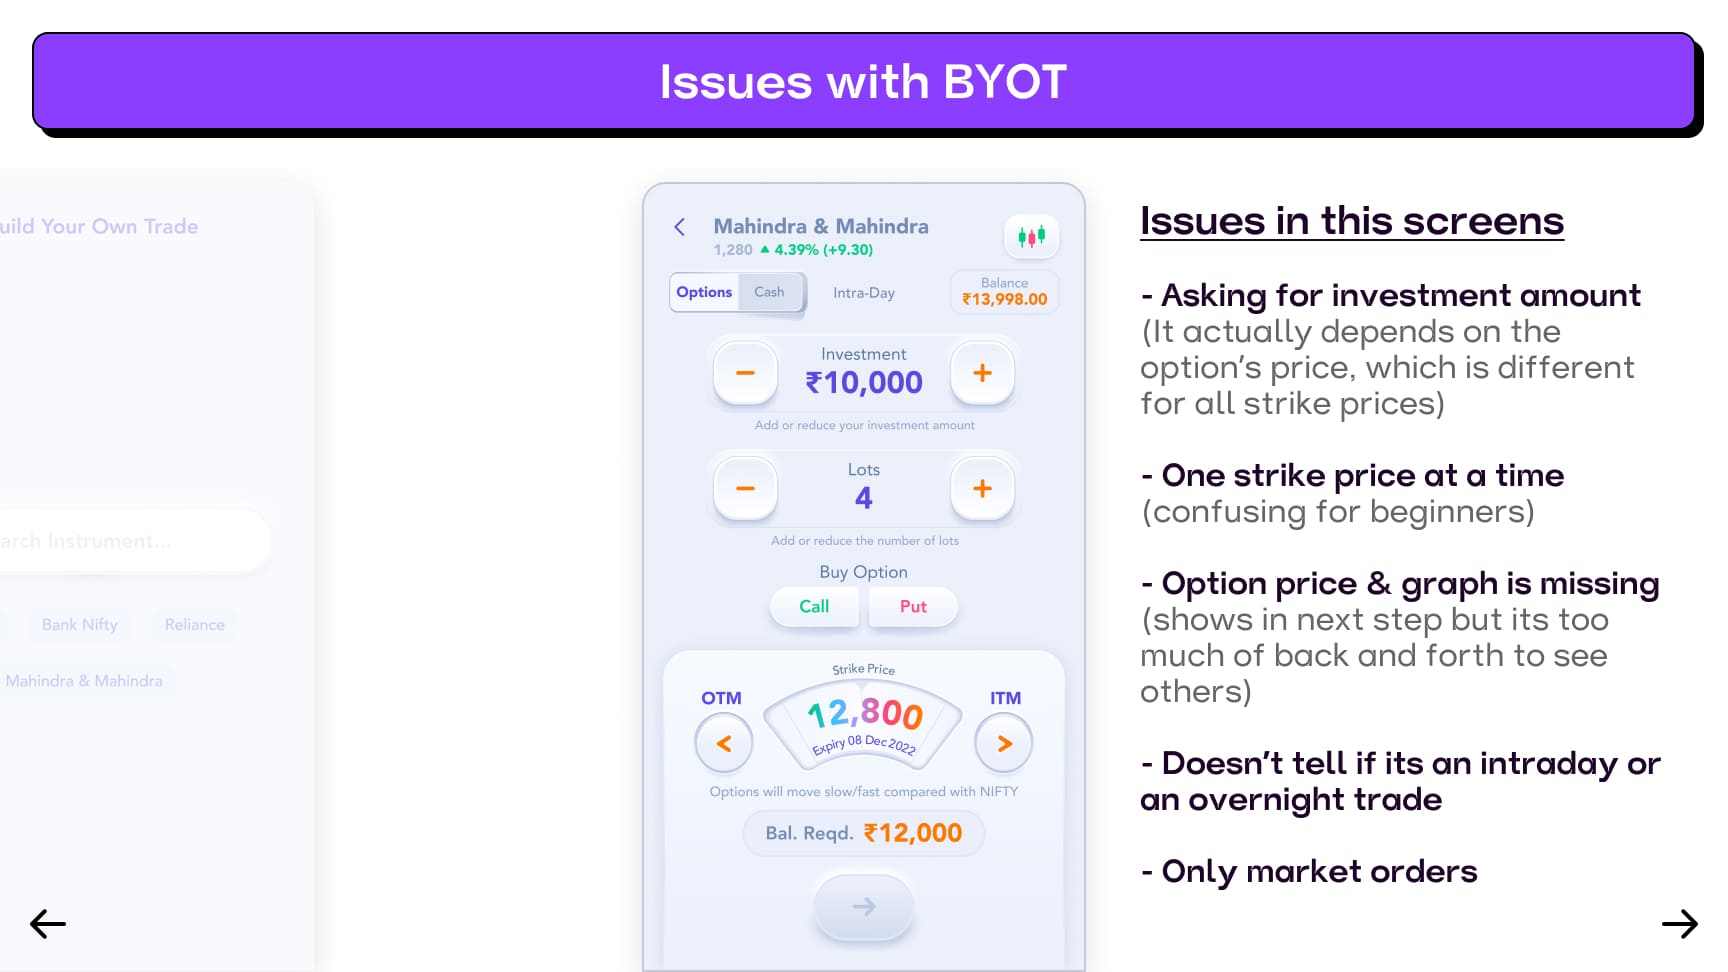 Issues with BYOT
uild Your Own Trade
arch Instrument...
Bank Nifty
Reliance
Mahindra & Mahindra
Mahindra & Mahindra
1,280 ▲ 4.39% (+9.30)
Options
Cash
Intra-Day
Balance
₹13,998.00
Investment
− ₹10,000 +
Add or reduce your investment amount
Lots
− 4 +
Add or reduce the number of lots
Buy Option
Call
Put
Strike Price
OTM
ITM
< 12,800 >
Expiry 08 Dec 2022
Options will move slow/fast compared with NIFTY
Bal. Reqd. ₹12,000
Issues in this screens
- Asking for investment amount
(It actually depends on the
option's price, which is different
for all strike prices)
- One strike price at a time
(confusing for beginners)
- Option price & graph is missing
(shows in next step but its too
much of back and forth to see
others)
- Doesn't tell if its an intraday or
an overnight trade
- Only market orders